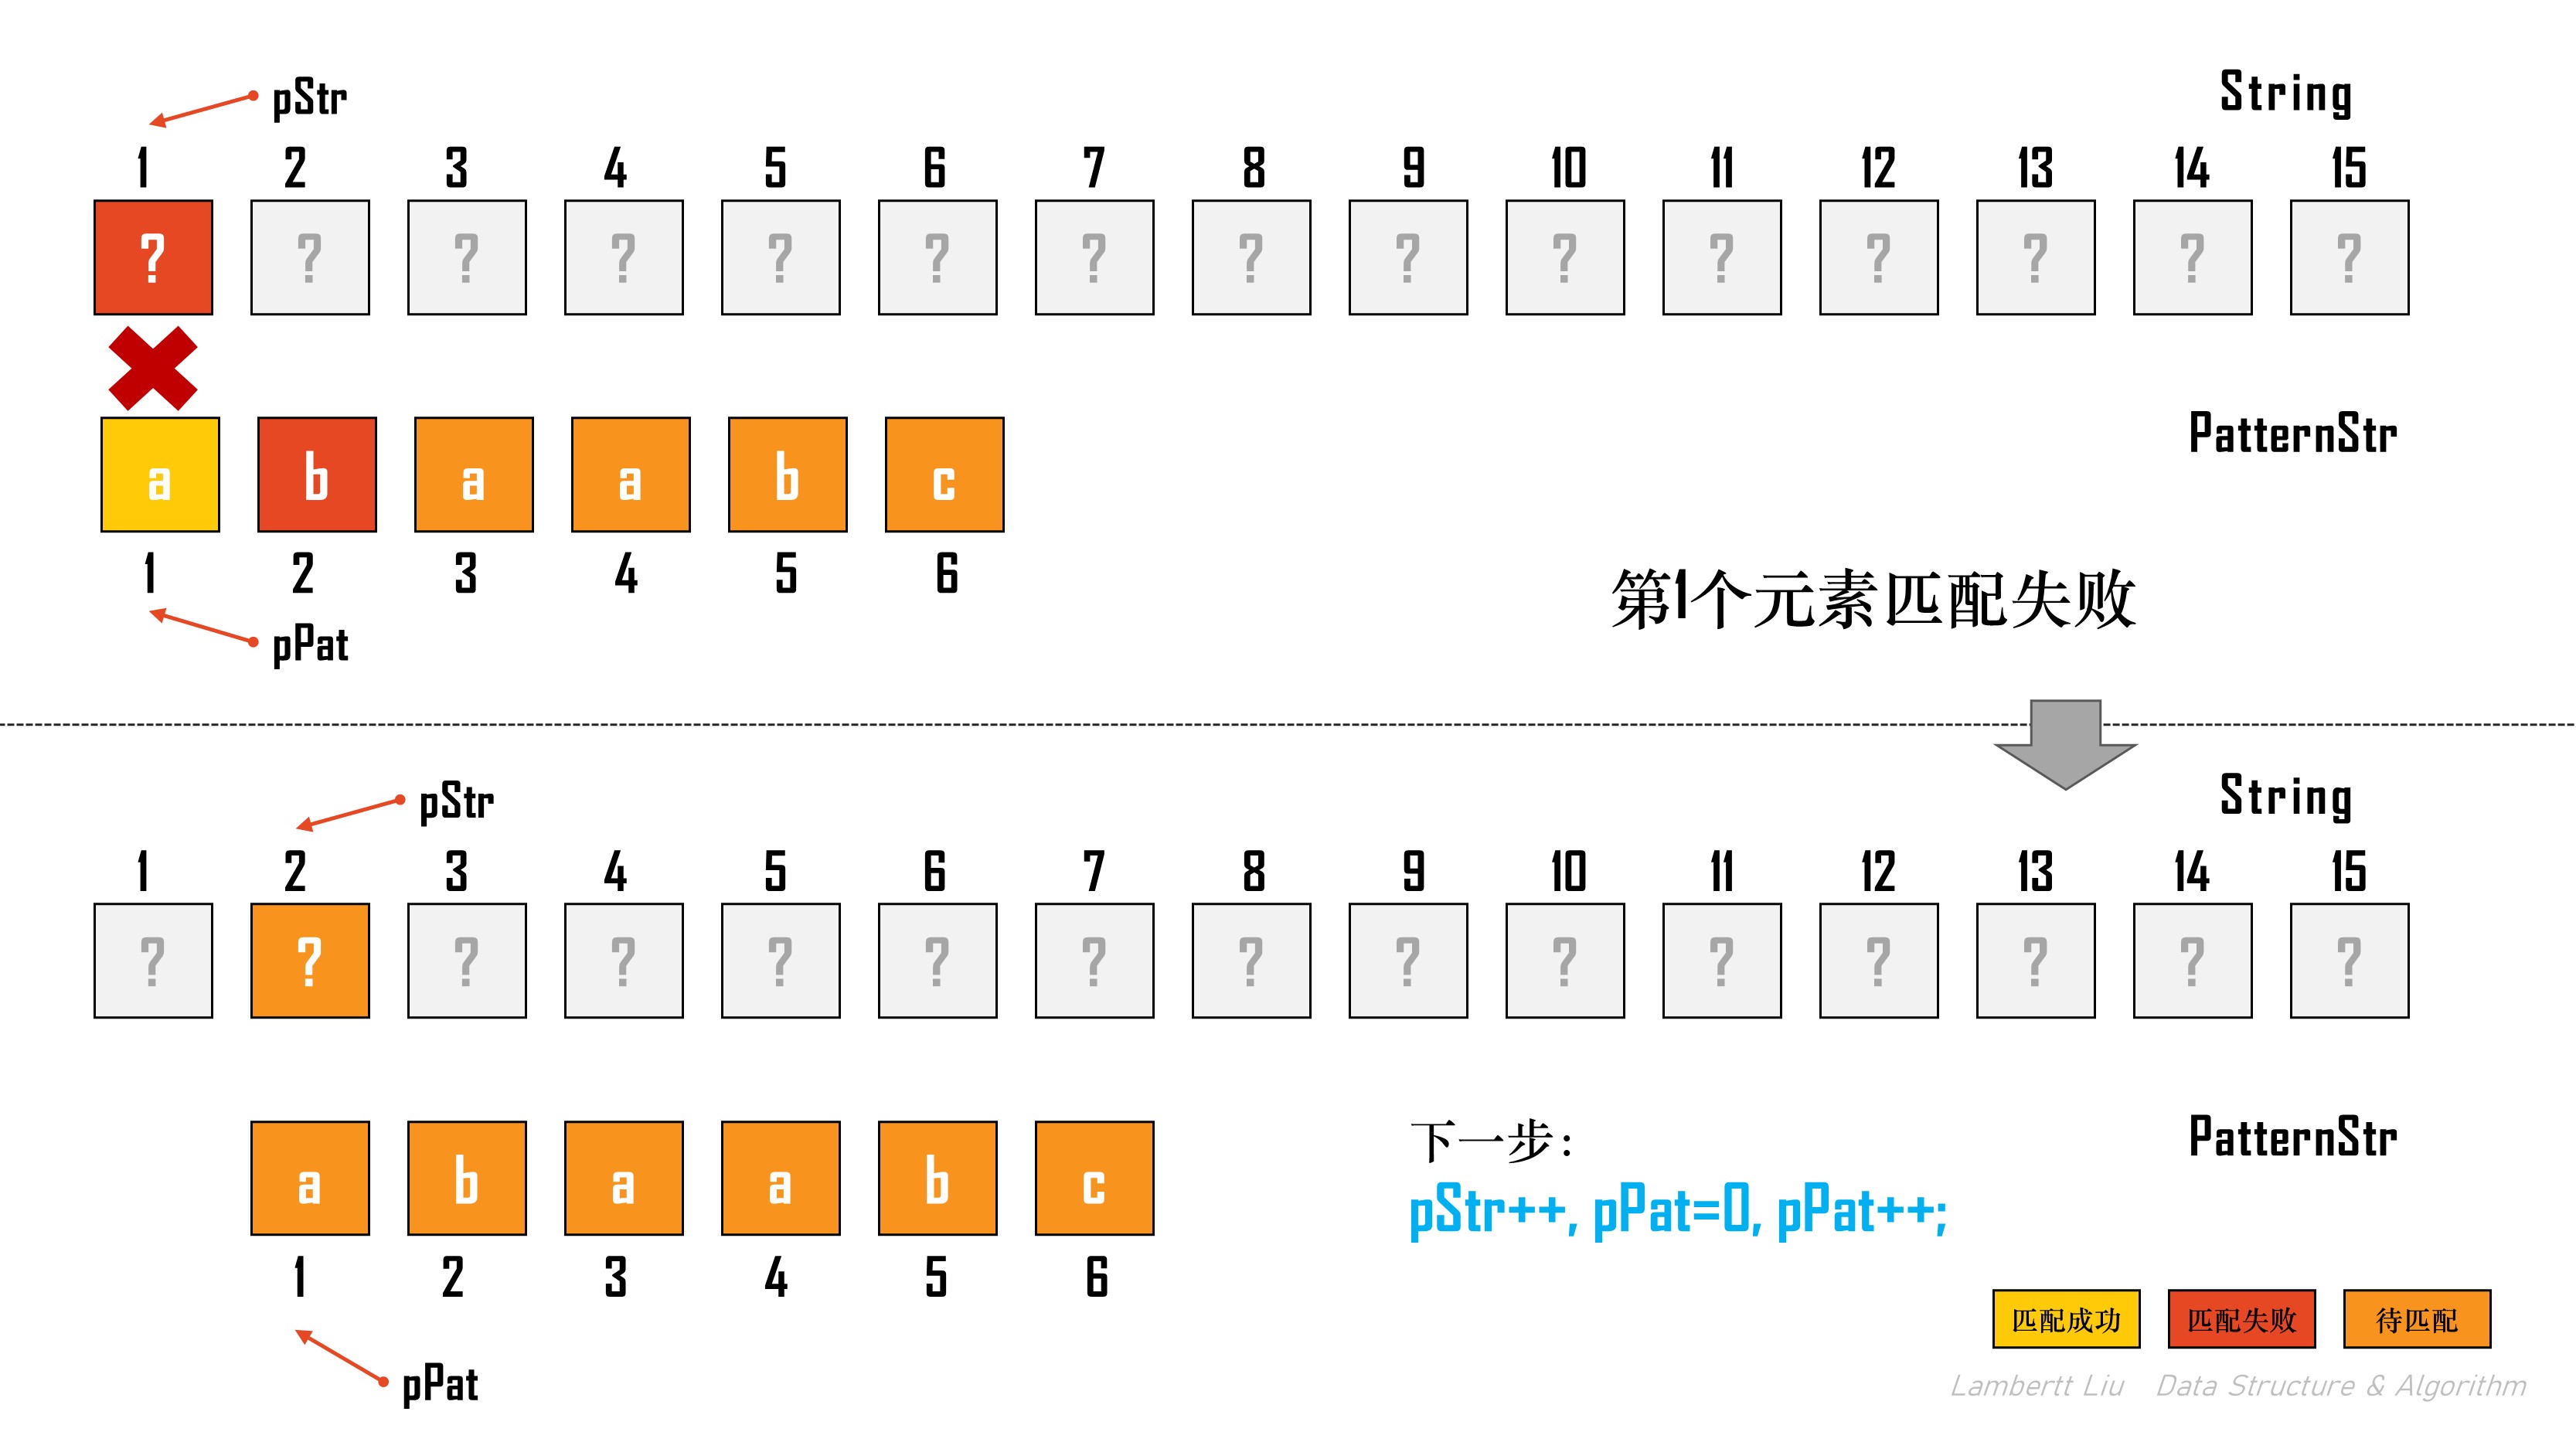 pStr
String
1 2 3 4 5 6 7 8 9 10 11 12 13 14 15
? ? ? ? ? ? ? ? ? ? ? ? ? ? ?
PatternStr
a b a a b c
1 2 3 4 5 6
第1个元素匹配失败
pPat
pStr
String
1 2 3 4 5 6 7 8 9 10 11 12 13 14 15
? ? ? ? ? ? ? ? ? ? ? ? ? ? ?
PatternStr
a b a a b c
下一步：
pStr++, pPat=0, pPat++;
1 2 3 4 5 6
pPat
匹配成功 匹配失败 待匹配
Lambertt Liu Data Structure & Algorithm